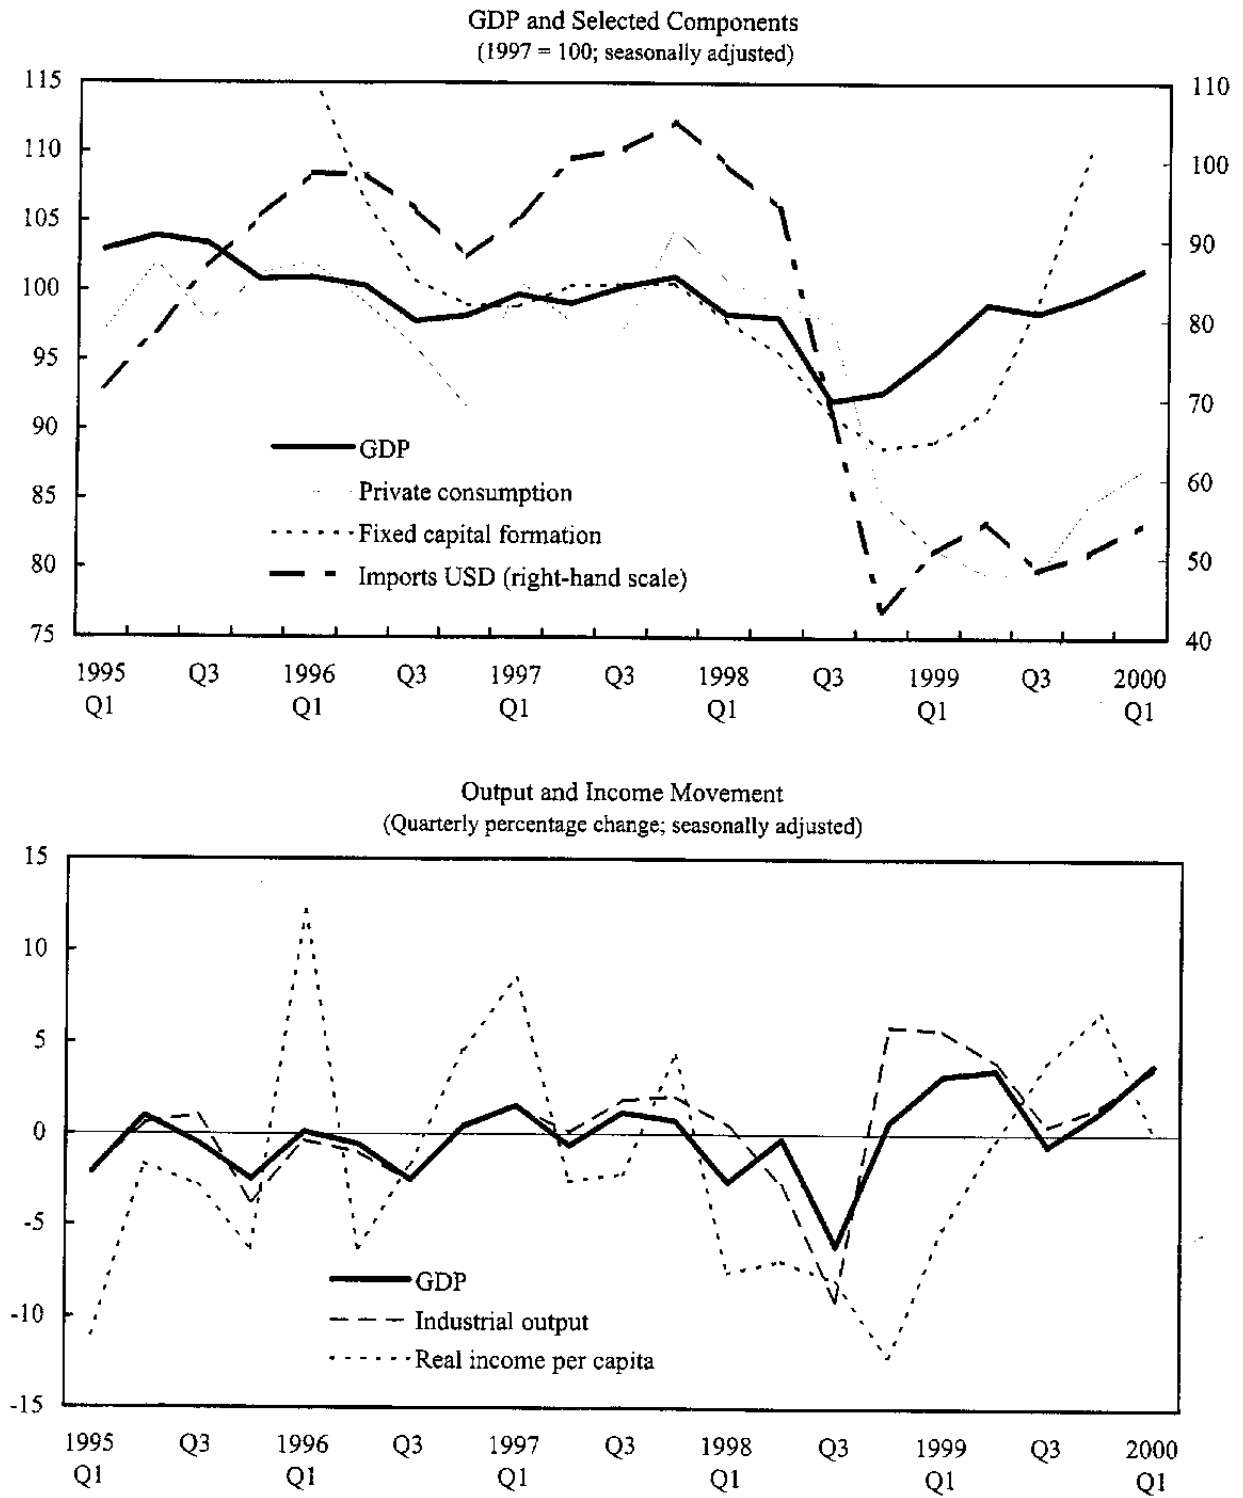 GDP and Selected Components
(1997 = 100; seasonally adjusted)
115
110
105
100
95
90
85
80
75
110
100
90
80
70
60
50
40
GDP
Private consumption
Fixed capital formation
Imports USD (right-hand scale)
1995 Q3 1996 Q3 1997 Q3 1998 Q3 1999 Q3 2000
Q1 Q1 Q1 Q1 Q1 Q1
Output and Income Movement
(Quarterly percentage change; seasonally adjusted)
15
10
5
0
-5
-10
-15
GDP
Industrial output
Real income per capita
1995 Q3 1996 Q3 1997 Q3 1998 Q3 1999 Q3 2000
Q1 Q1 Q1 Q1 Q1 Q1